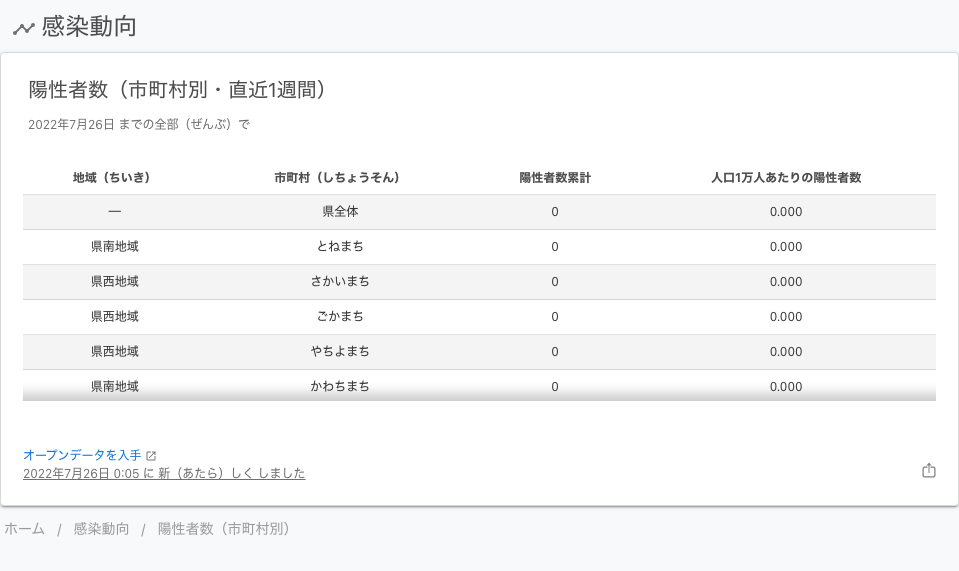 感染動向
陽性者数（市町村別・直近1週間）
2022年7月26日 までの全部（ぜんぶ）で
地域（ちいき） 市町村（しちょうそん） 陽性者数累計 人口1万人あたりの陽性者数
— 県全体 0 0.000
県南地域 とねまち 0 0.000
県西地域 さかいまち 0 0.000
県西地域 ごかまち 0 0.000
県西地域 やちよまち 0 0.000
県南地域 かわちまち 0 0.000
オープンデータを入手
2022年7月26日 0:05 に 新（あたら）しく しました
ホーム / 感染動向 / 陽性者数（市町村別）